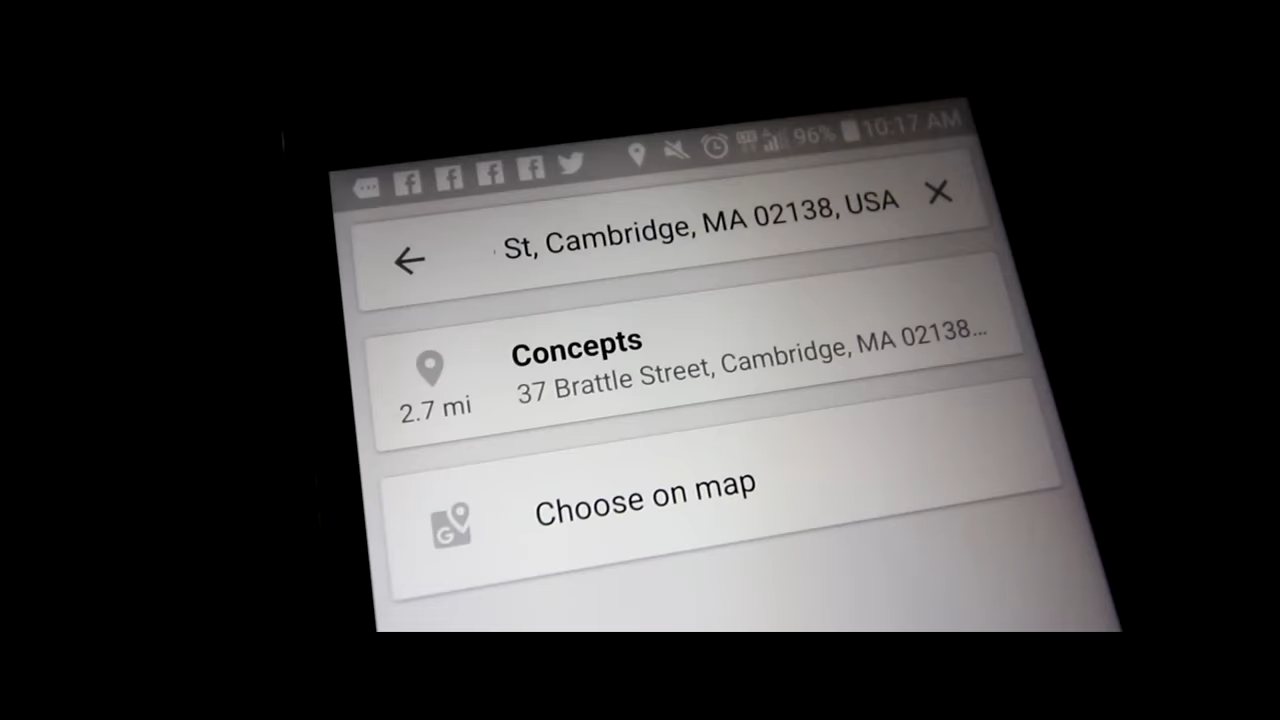 96% 10:17 AM
St, Cambridge, MA 02138, USA
Concepts
37 Brattle Street, Cambridge, MA 02138...
2.7 mi
Choose on map